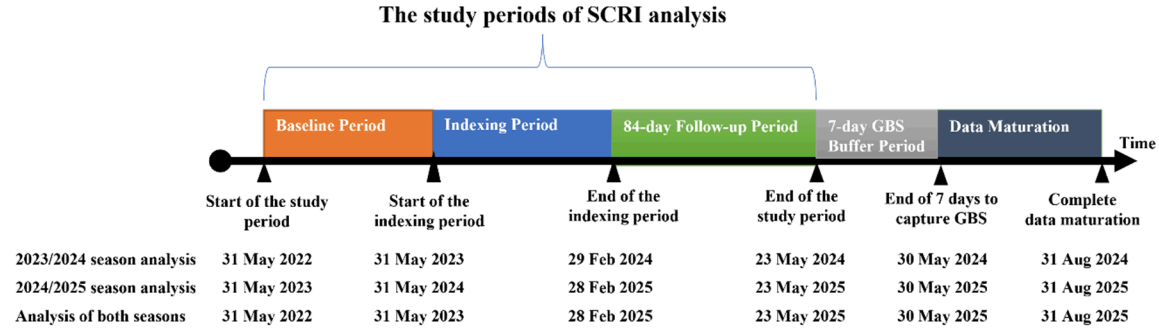 The study periods of SCRI analysis
Baseline Period
Indexing Period
84-day Follow-up Period
7-day GBS
Buffer Period
Data Maturation
Time
Start of the study
period
Start of the
indexing period
End of the
indexing period
End of the
study period
End of 7 days to
capture GBS
Complete
data maturation
2023/2024 season analysis 31 May 2022 31 May 2023 29 Feb 2024 23 May 2024 30 May 2024 31 Aug 2024
2024/2025 season analysis 31 May 2023 31 May 2024 28 Feb 2025 23 May 2025 30 May 2025 31 Aug 2025
Analysis of both seasons 31 May 2022 31 May 2023 28 Feb 2025 23 May 2025 30 May 2025 31 Aug 2025